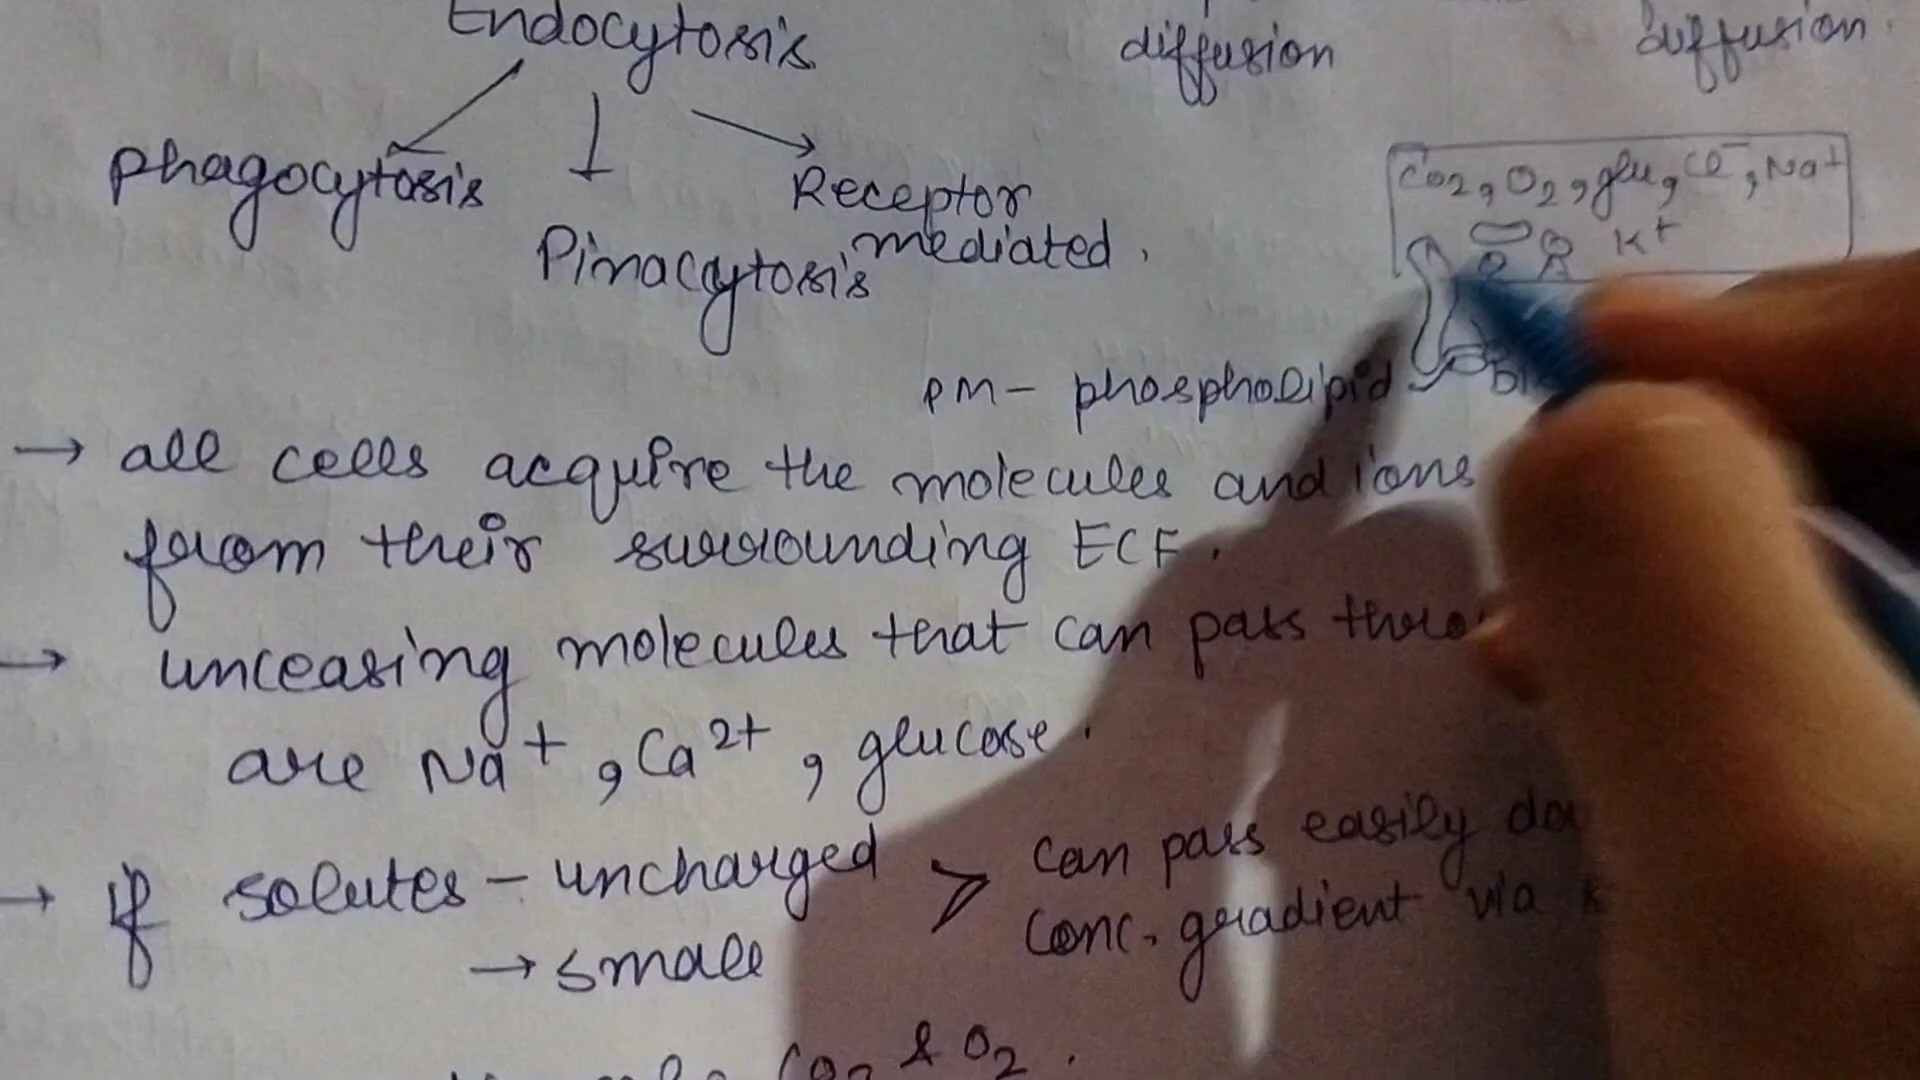 Endocytosis
diffusion
diffusion.
phagocytosis
Pinacytosis
Receptor
mediated.
Co2, O2, glu, Cl-, Na+
K+
PM - phospholipid
→ all cells acquire the molecules and ions
from their surrounding ECF.
→ unceasing molecules that can pass thro
are Na+, Ca2+, glucose.
→ if solutes - uncharged > can pass easily do
→ small
conc. gradient via
Co2 & O2.